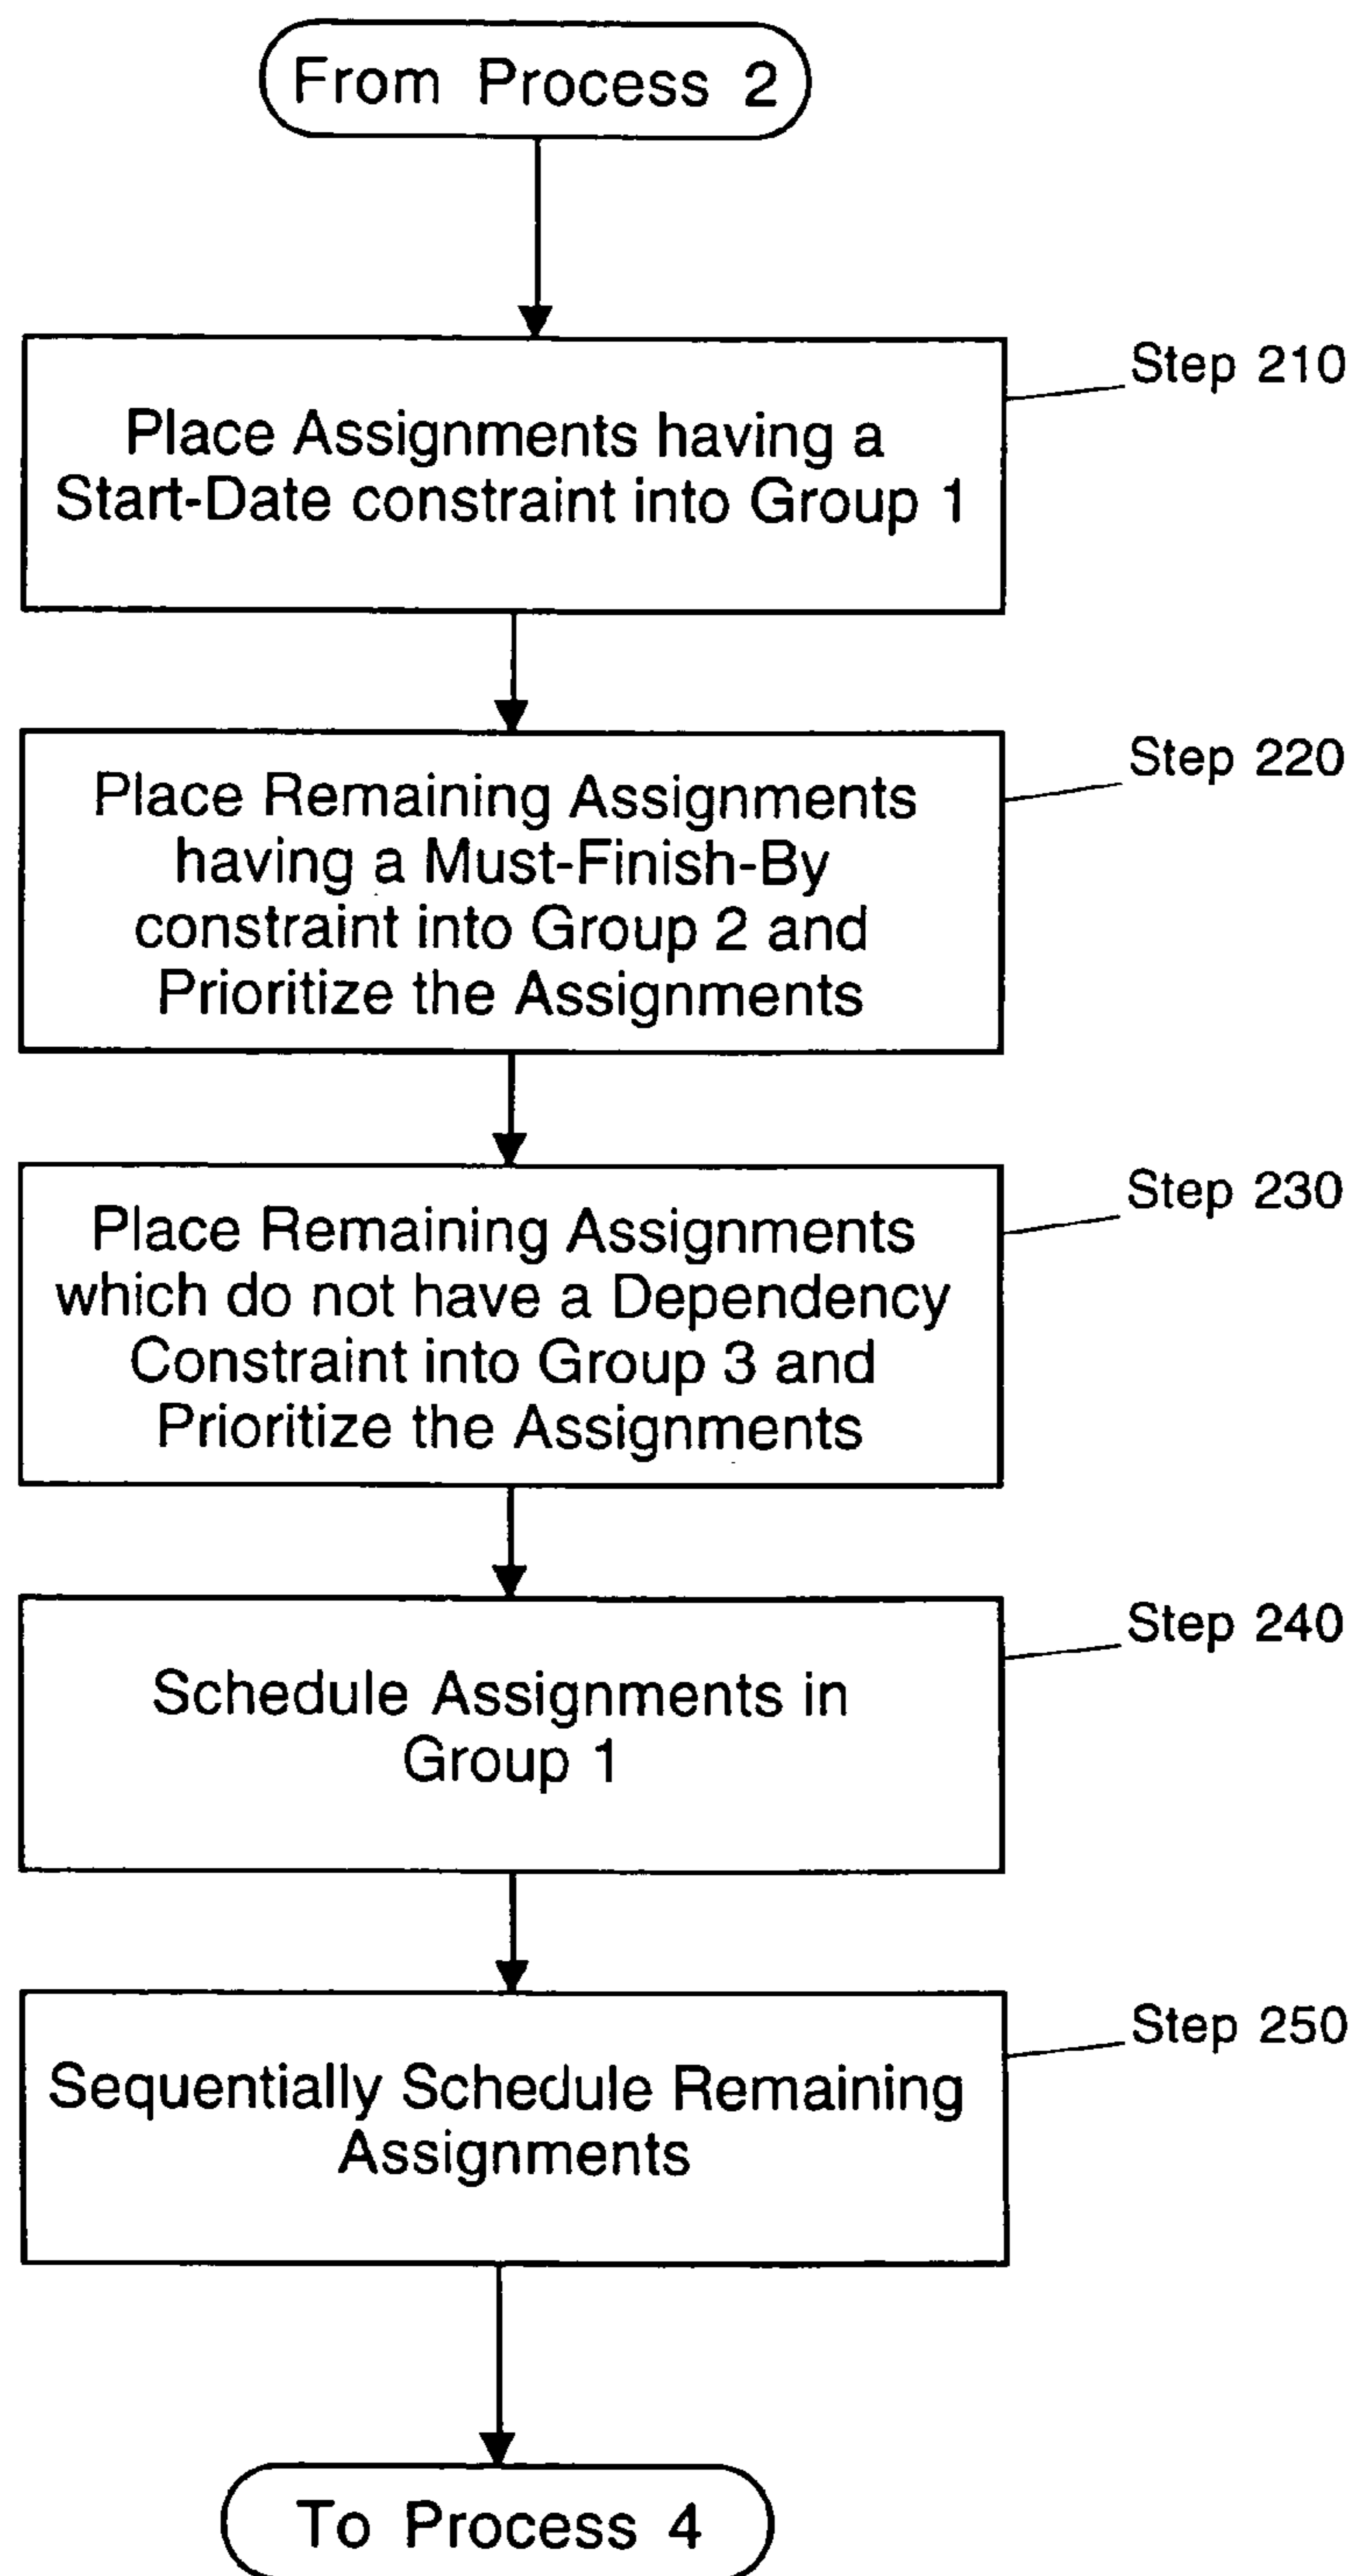 From Process 2
Step 210
Place Assignments having a
Start-Date constraint into Group 1
Step 220
Place Remaining Assignments
having a Must-Finish-By
constraint into Group 2 and
Prioritize the Assignments
Step 230
Place Remaining Assignments
which do not have a Dependency
Constraint into Group 3 and
Prioritize the Assignments
Step 240
Schedule Assignments in
Group 1
Step 250
Sequentially Schedule Remaining
Assignments
To Process 4